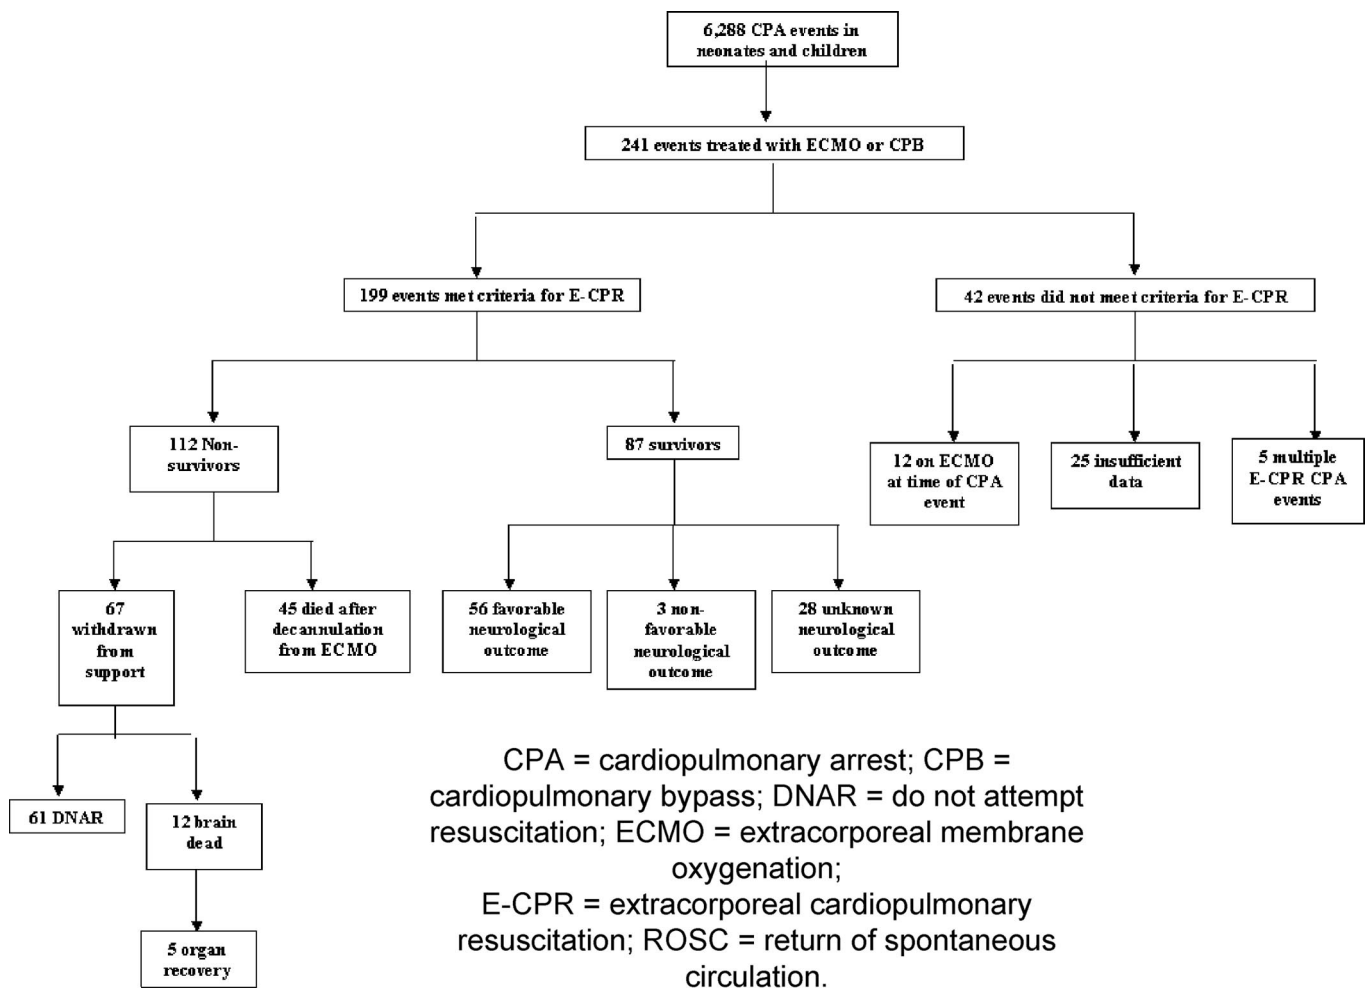 6,288 CPA events in
neonates and children
241 events treated with ECMO or CPB
199 events met criteria for E-CPR
42 events did not meet criteria for E-CPR
112 Non-
survivors
87 survivors
12 on ECMO
at time of CPA
event
25 insufficient
data
5 multiple
E-CPR CPA
events
67
withdrawn
from
support
45 died after
decannulation
from ECMO
56 favorable
neurological
outcome
3 non-
favorable
neurological
outcome
28 unknown
neurological
outcome
61 DNAR
12 brain
dead
5 organ
recovery
CPA = cardiopulmonary arrest; CPB =
cardiopulmonary bypass; DNAR = do not attempt
resuscitation; ECMO = extracorporeal membrane
oxygenation;
E-CPR = extracorporeal cardiopulmonary
resuscitation; ROSC = return of spontaneous
circulation.